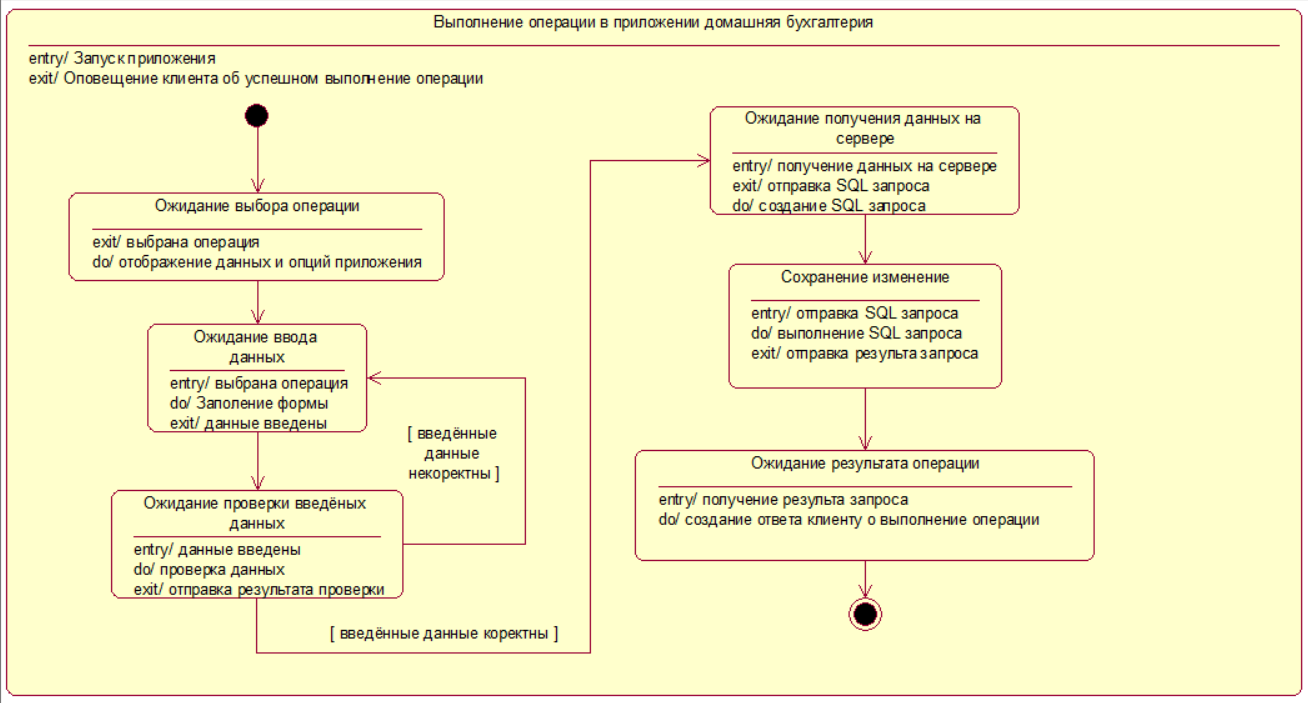 Выполнение операции в приложении домашняя бухгалтерия
entry/ Запуск приложения
exit/ Оповещение клиента об успешном выполнение операции
Ожидание выбора операции
exit/ выбрана операция
do/ отображение данных и опций приложения
Ожидание ввода
данных
entry/ выбрана операция
do/ Заполение формы
exit/ данные введены
[ введённые
данные
некоректны ]
Ожидание проверки введёных
данных
entry/ данные введены
do/ проверка данных
exit/ отправка результата проверки
[ введённые данные коректны ]
Ожидание получения данных на
сервере
entry/ получение данных на сервере
exit/ отправка SQL запроса
do/ создание SQL запроса
Сохранение изменение
entry/ отправка SQL запроса
do/ выполнение SQL запроса
exit/ отправка результа запроса
Ожидание результата операции
entry/ получение результа запроса
do/ создание ответа клиенту о выполнение операции